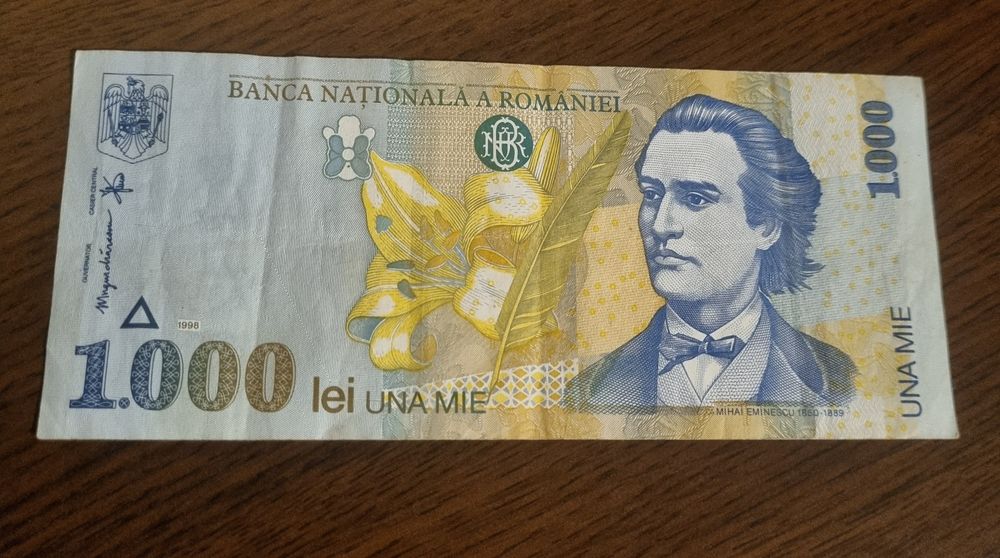 BANCA NAȚIONALĂ A ROMÂNIEI
BNR
1.000
CASIER CENTRAL
GUVERNATOR
1998
1.000 lei UNA MIE
MIHAI EMINESCU 1850-1889
UNA MIE